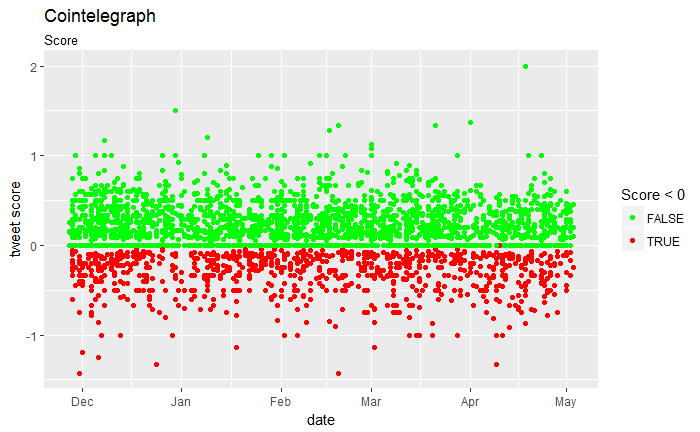 Cointelegraph
Score
2
1
0
-1
tweet score
Dec Jan Feb Mar Apr May
date
Score < 0
FALSE
TRUE